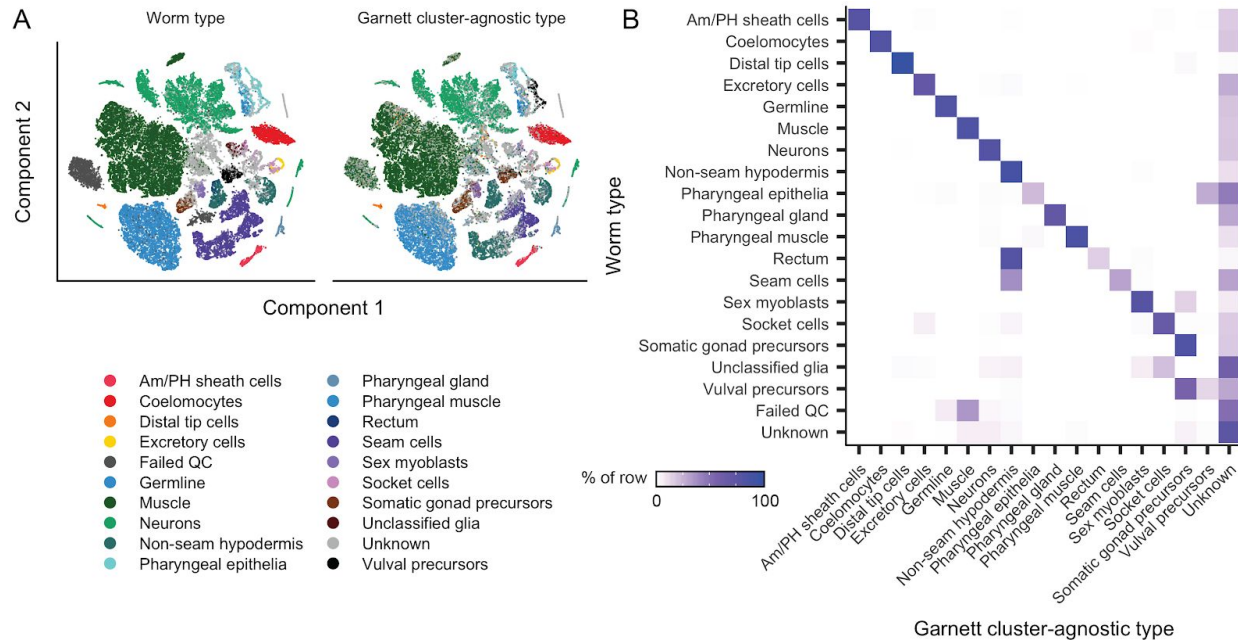 A
Worm type
Garnett cluster-agnostic type
Component 2
Component 1
Am/PH sheath cells
Coelomocytes
Distal tip cells
Excretory cells
Failed QC
Germline
Muscle
Neurons
Non-seam hypodermis
Pharyngeal epithelia
Pharyngeal gland
Pharyngeal muscle
Rectum
Seam cells
Sex myoblasts
Socket cells
Somatic gonad precursors
Unclassified glia
Unknown
Vulval precursors
B
Worm type
Am/PH sheath cells
Coelomocytes
Distal tip cells
Excretory cells
Germline
Muscle
Neurons
Non-seam hypodermis
Pharyngeal epithelia
Pharyngeal gland
Pharyngeal muscle
Rectum
Seam cells
Sex myoblasts
Socket cells
Somatic gonad precursors
Unclassified glia
Vulval precursors
Failed QC
Unknown
% of row
0
100
Am/PH sheath cells
Coelomocytes
Distal tip cells
Excretory cells
Germline
Muscle
Neurons
Non-seam hypodermis
Pharyngeal epithelia
Pharyngeal gland
Pharyngeal muscle
Rectum
Seam cells
Sex myoblasts
Socket cells
Somatic gonad precursors
Vulval precursors
Unknown
Garnett cluster-agnostic type